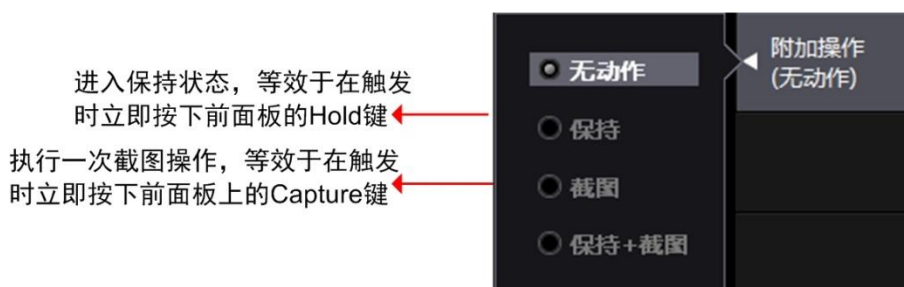 附加操作
(无动作)
无动作
进入保持状态，等效于在触发
时立即按下前面板的Hold键
保持
执行一次截图操作，等效于在触发
时立即按下前面板上的Capture键
截图
保持+截图